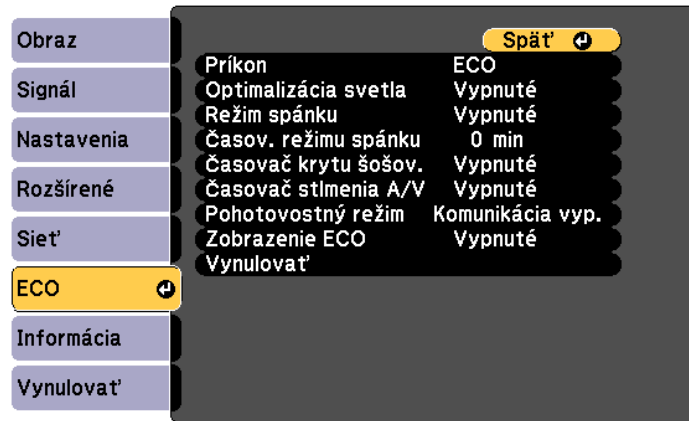 Obraz
Signál
Nastavenia
Rozšírené
Sieť
ECO
Informácia
Vynulovať
Späť
Príkon ECO
Optimalizácia svetla Vypnuté
Režim spánku Vypnuté
Časov. režimu spánku 0 min
Časovač krytu šošov. Vypnuté
Časovač stlmenia A/V Vypnuté
Pohotovostný režim Komunikácia vyp.
Zobrazenie ECO Vypnuté
Vynulovať